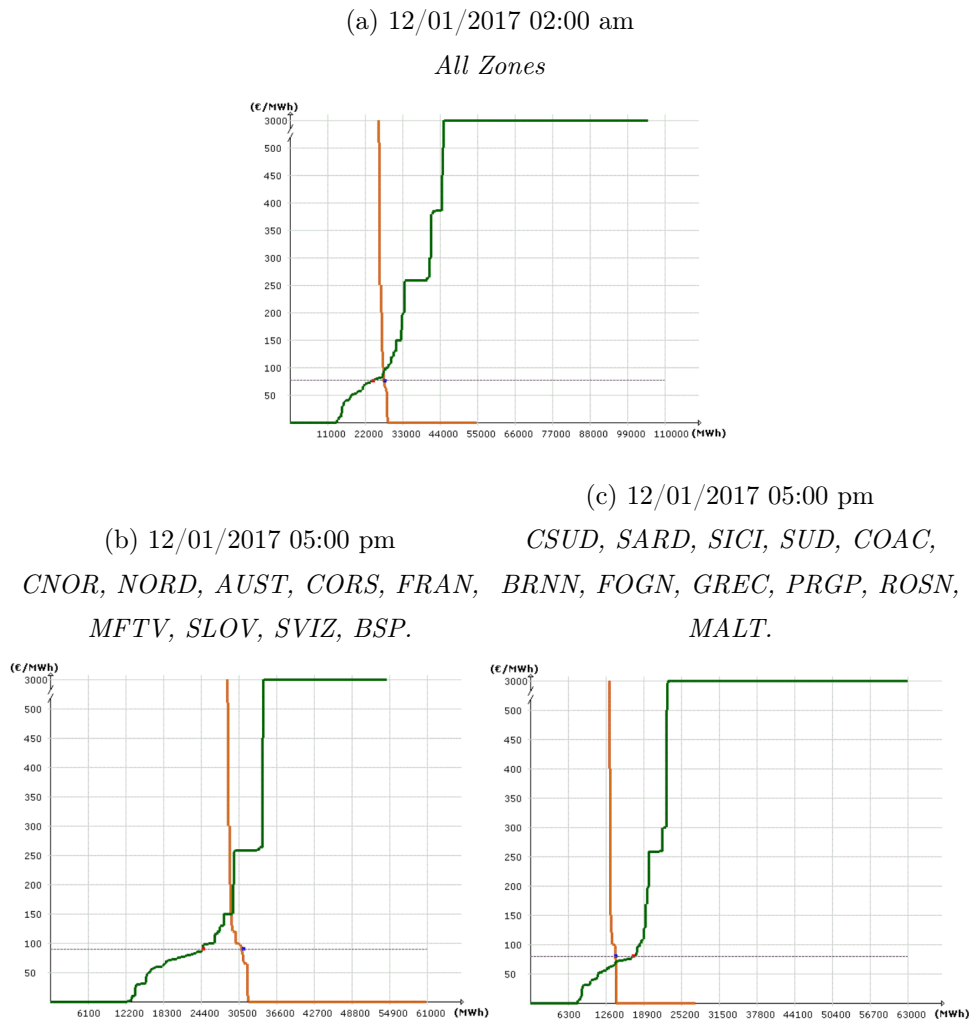 (a) 12/01/2017 02:00 am
All Zones
(€/MWh)
3000
500
450
400
350
300
250
200
150
100
50
11000 22000 33000 44000 55000 66000 77000 88000 99000 110000 (MWh)
(b) 12/01/2017 05:00 pm
CNOR, NORD, AUST, CORS, FRAN,
MFTV, SLOV, SVIZ, BSP.
(€/MWh)
3000
500
450
400
350
300
250
200
150
100
50
6100 12200 18300 24400 30500 36600 42700 48800 54900 61000 (MWh)
(c) 12/01/2017 05:00 pm
CSUD, SARD, SICI, SUD, COAC,
BRNN, FOGN, GREC, PRGP, ROSN,
MALT.
(€/MWh)
3000
500
450
400
350
300
250
200
150
100
50
6300 12600 18900 25200 31500 37800 44100 50400 56700 63000 (MWh)